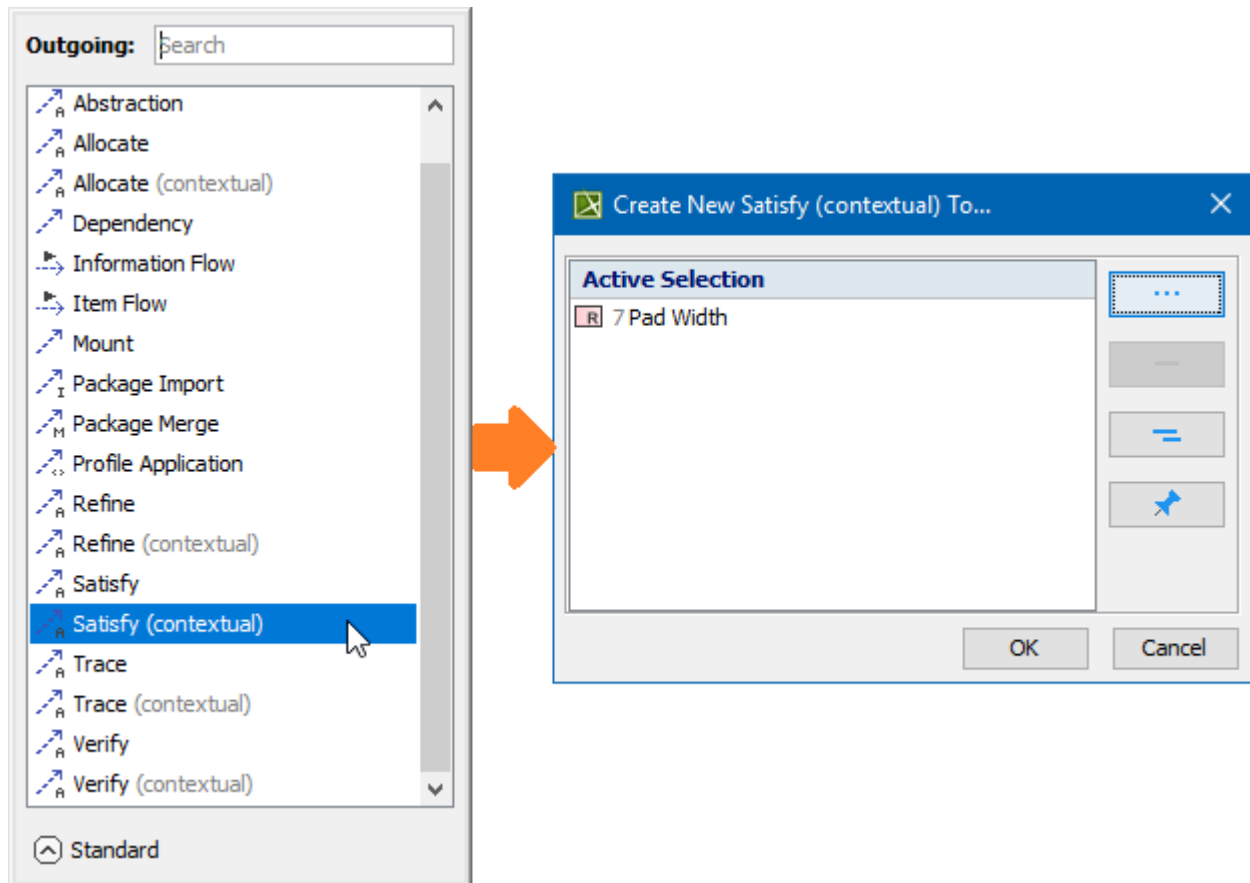 Outgoing: Search
Abstraction
Allocate
Allocate (contextual)
Dependency
Information Flow
Item Flow
Mount
Package Import
Package Merge
Profile Application
Refine
Refine (contextual)
Satisfy
Satisfy (contextual)
Trace
Trace (contextual)
Verify
Verify (contextual)
Standard
Create New Satisfy (contextual) To...
Active Selection
R 7 Pad Width
OK Cancel